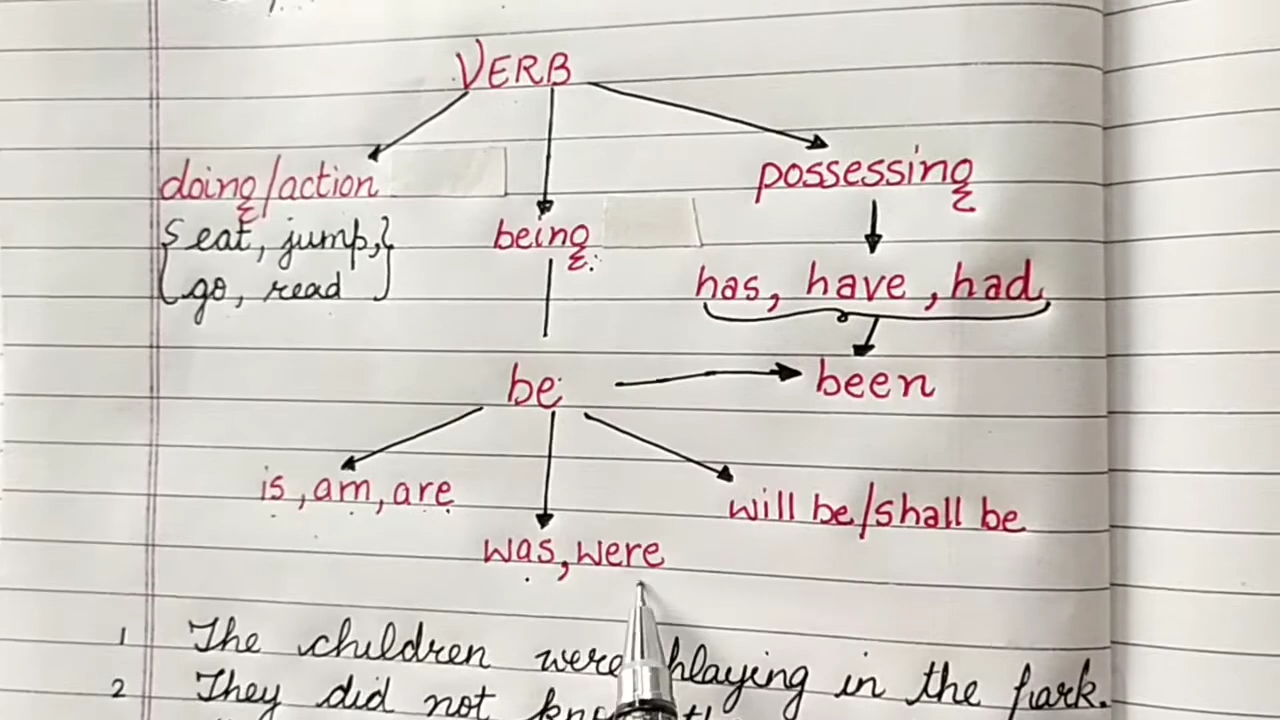 VERB
doing/action
being
possessing
{eat, jump,}
{go, read}
has, have, had
be
been
is, am, are
will be/shall be
was, were
1 The children were playing in the park.
2 They did not